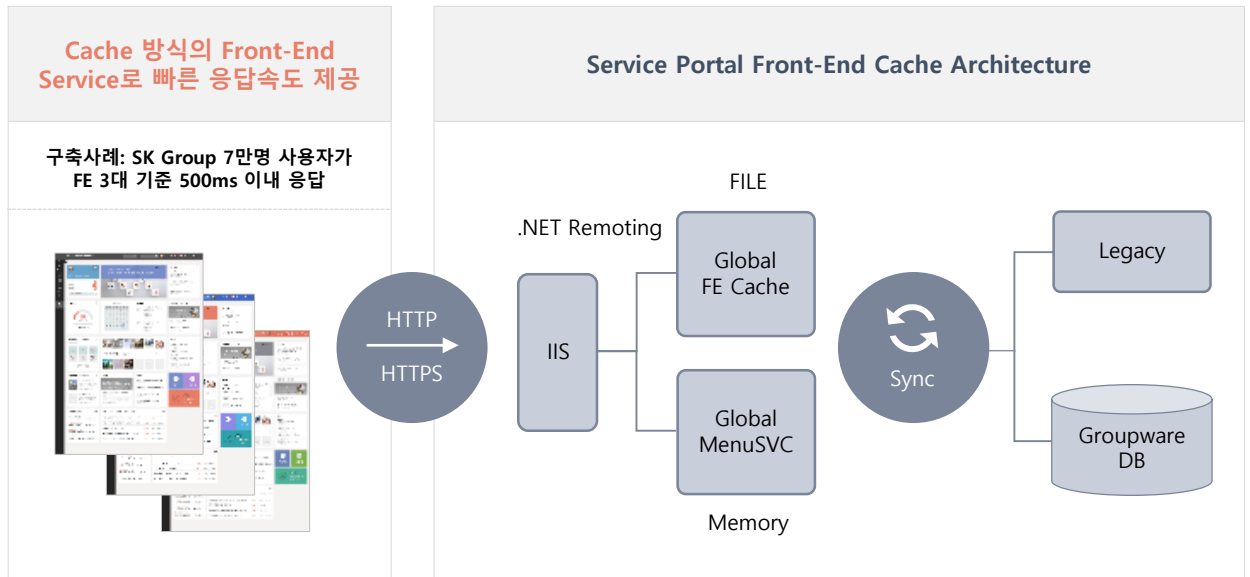 Cache 방식의 Front-End
Service로 빠른 응답속도 제공
구축사례: SK Group 7만명 사용자가
FE 3대 기준 500ms 이내 응답
Service Portal Front-End Cache Architecture
HTTP
HTTPS
.NET Remoting
IIS
FILE
Global
FE Cache
Global
MenuSVC
Memory
Sync
Legacy
Groupware
DB